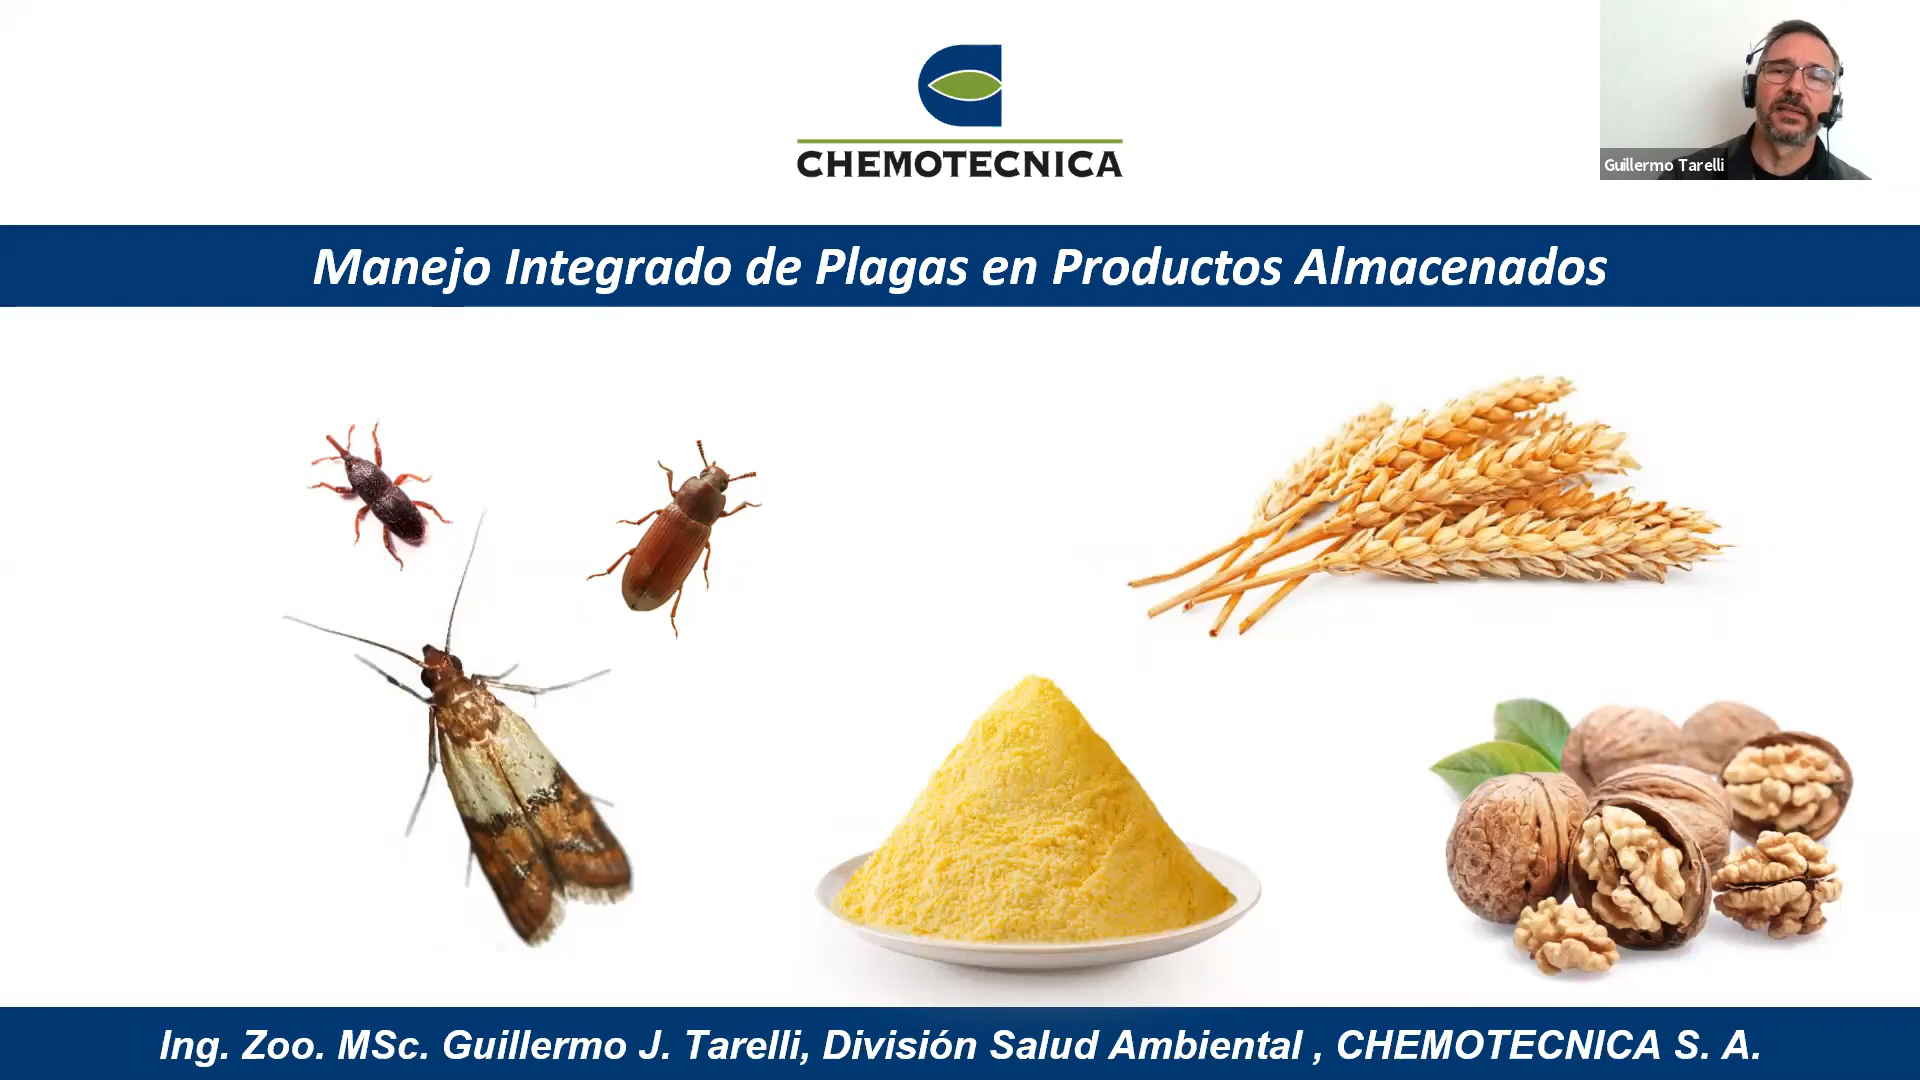 CHEMOTECNICA
Guillermo Tarelli
Manejo Integrado de Plagas en Productos Almacenados
Ing. Zoo. MSc. Guillermo J. Tarelli, División Salud Ambiental , CHEMOTECNICA S. A.